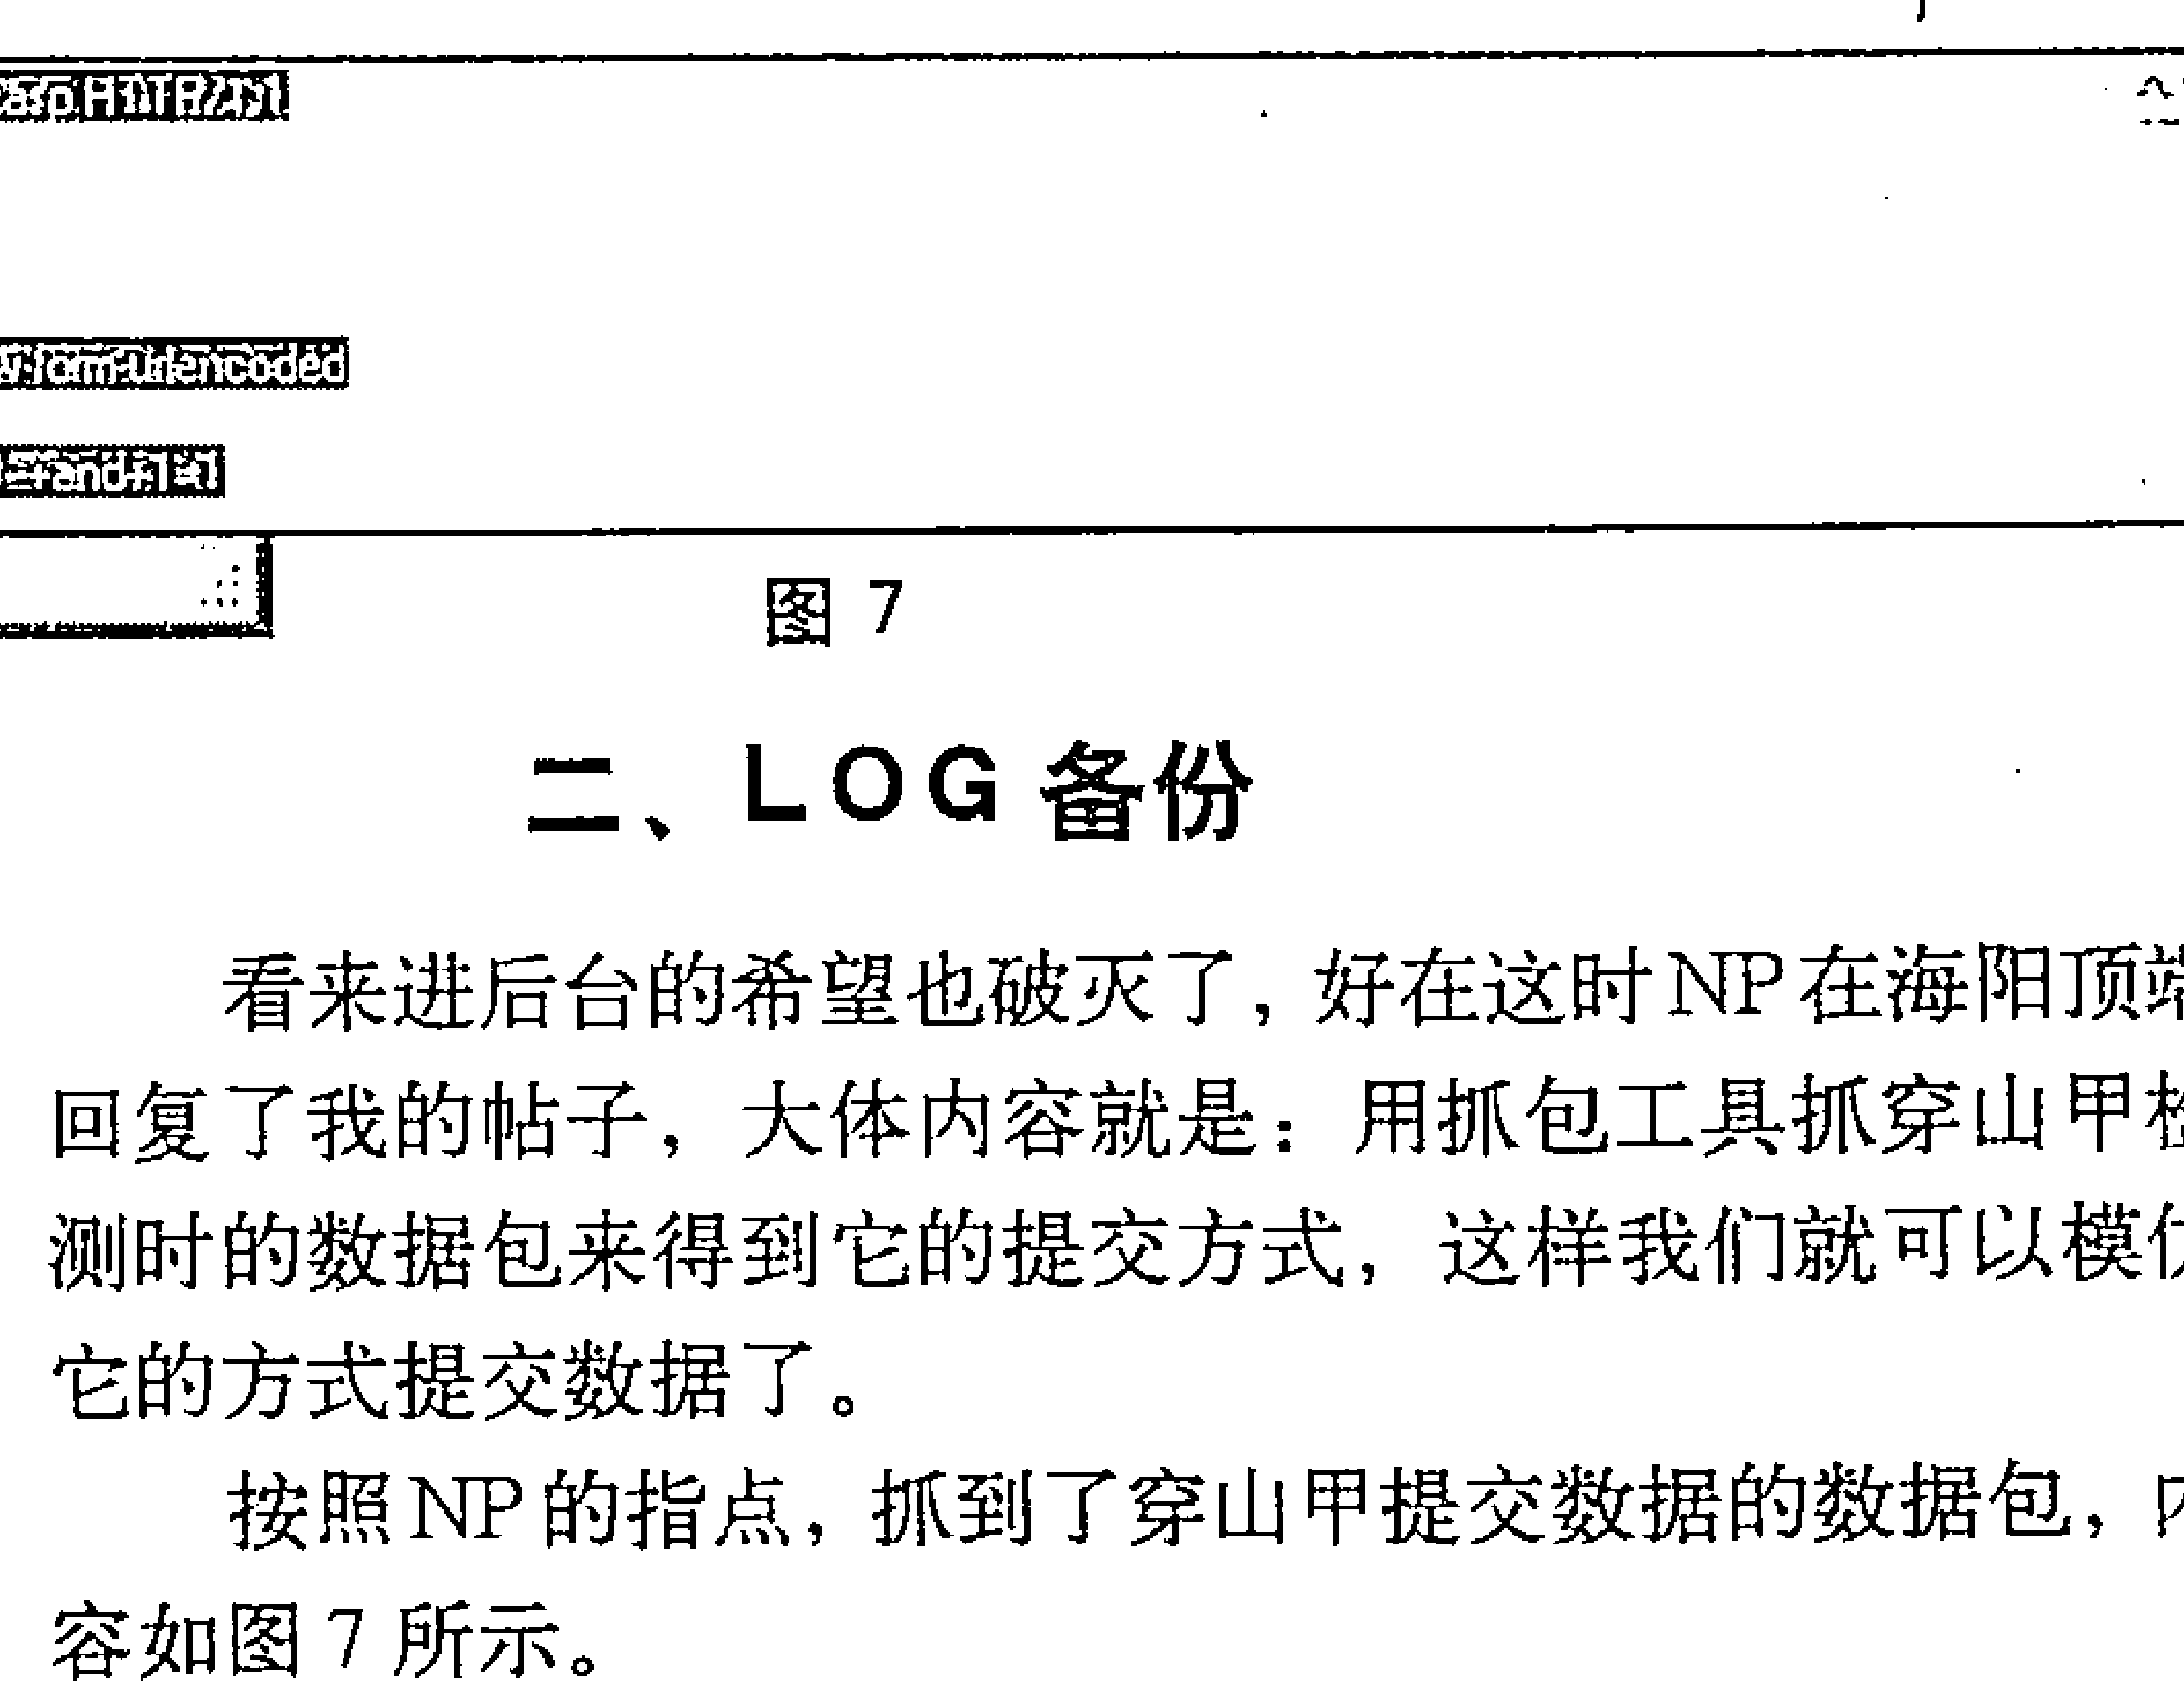 图 7
二、LOG 备份
看来进后台的希望也破灭了，好在这时NP在海阳顶端
回复了我的帖子，大体内容就是：用抓包工具抓穿山甲检
测时的数据包来得到它的提交方式，这样我们就可以模仿
它的方式提交数据了。
按照NP的指点，抓到了穿山甲提交数据的数据包，内
容如图 7 所示。